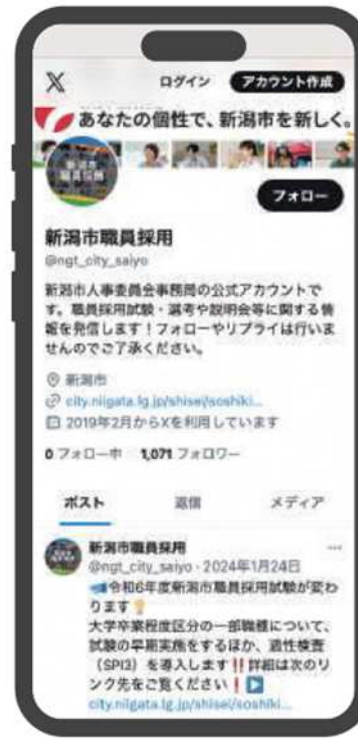 X ログイン アカウント作成
あなたの個性で、新潟市を新しく。
新潟市
職員採用
フォロー
新潟市職員採用
@ngt_city_saiyo
新潟市人事委員会事務局の公式アカウントで
す。職員採用試験・選考や説明会等に関する情
報を発信します！フォローやリプライは行いま
せんのでご了承ください。
新潟市
city.niigata.lg.jp/shisei/soshiki...
2019年2月からXを利用しています
0 フォロー中 1,071 フォロワー
ポスト 返信 メディア
新潟市職員採用 …
@ngt_city_saiyo · 2024年1月24日
📢令和6年度新潟市職員採用試験が変わ
ります💡
大学卒業程度区分の一部職種について、
試験の早期実施をするほか、適性検査
（SPI3）を導入します‼詳細は次のリ
ンク先をご覧ください❗▶
city.niigata.lg.jp/shisei/soshiki...